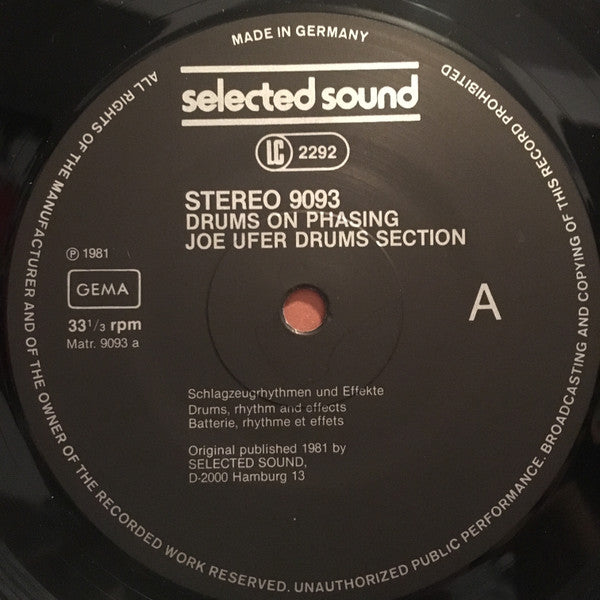 MADE IN GERMANY
selected sound
LC 2292
STEREO 9093
DRUMS ON PHASING
JOE UFER DRUMS SECTION
℗ 1981
GEMA
33 1/3 rpm
Matr. 9093 a
A
Schlagzeugrhythmen und Effekte
Drums, rhythm and effects
Batterie, rhythme et effets
Original published 1981 by
SELECTED SOUND,
D-2000 Hamburg 13
ALL RIGHTS OF THE MANUFACTURER AND OF THE OWNER OF THE RECORDED WORK RESERVED. UNAUTHORIZED PUBLIC PERFORMANCE. BROADCASTING AND COPYING OF THIS RECORD PROHIBITED